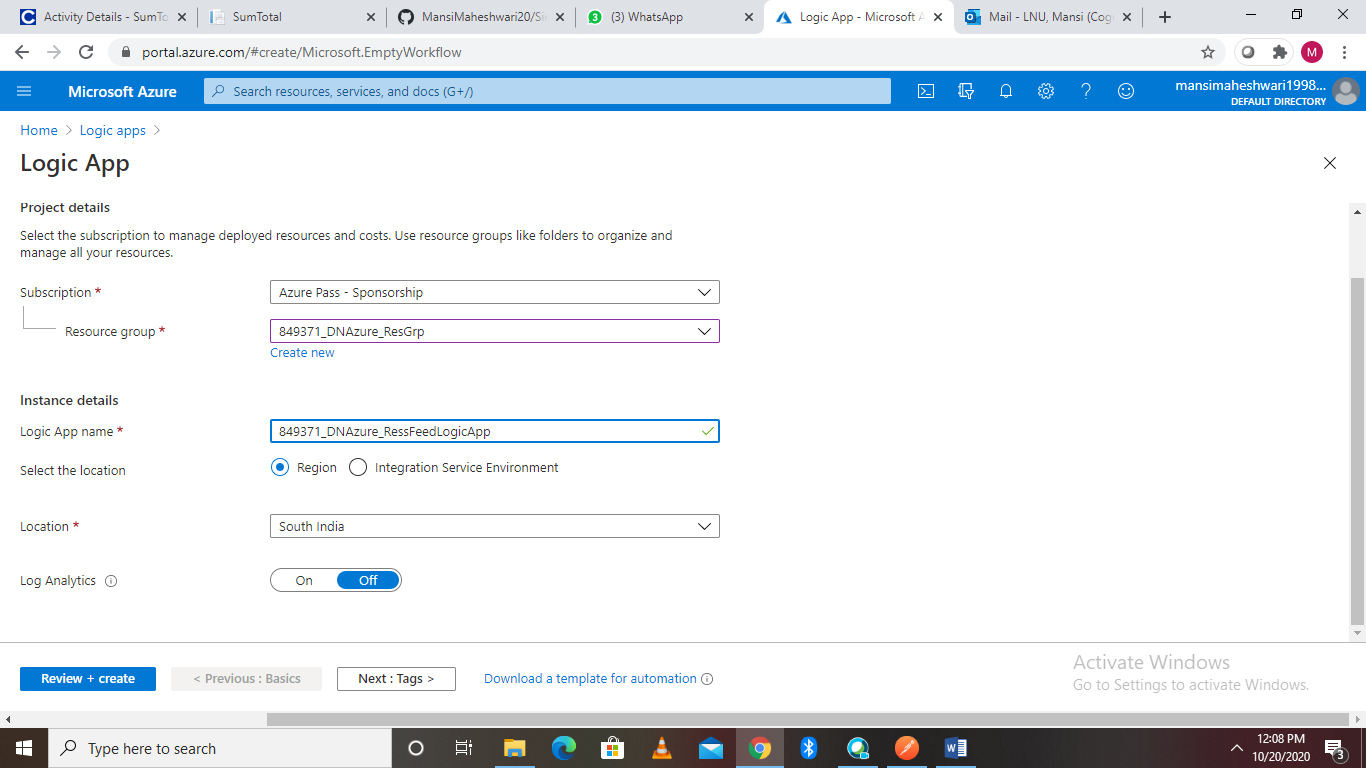 Activity Details - SumTo
SumTotal
MansiMaheshwari20/Si
3
(3) WhatsApp
Logic App - Microsoft A
Mail - LNU, Mansi (Cog
portal.azure.com/#create/Microsoft.EmptyWorkflow
M
Microsoft Azure
Search resources, services, and docs (G+/)
mansimaheshwari1998...
DEFAULT DIRECTORY
Home > Logic apps >
Logic App
Project details
Select the subscription to manage deployed resources and costs. Use resource groups like folders to organize and
manage all your resources.
Subscription * Azure Pass - Sponsorship
Resource group * 849371_DNAzure_ResGrp
Create new
Instance details
Logic App name * 849371_DNAzure_RessFeedLogicApp
Select the location Region Integration Service Environment
Location * South India
Log Analytics On Off
Review + create < Previous : Basics Next : Tags > Download a template for automation
Activate Windows
Go to Settings to activate Windows.
Type here to search
12:08 PM
10/20/2020
3